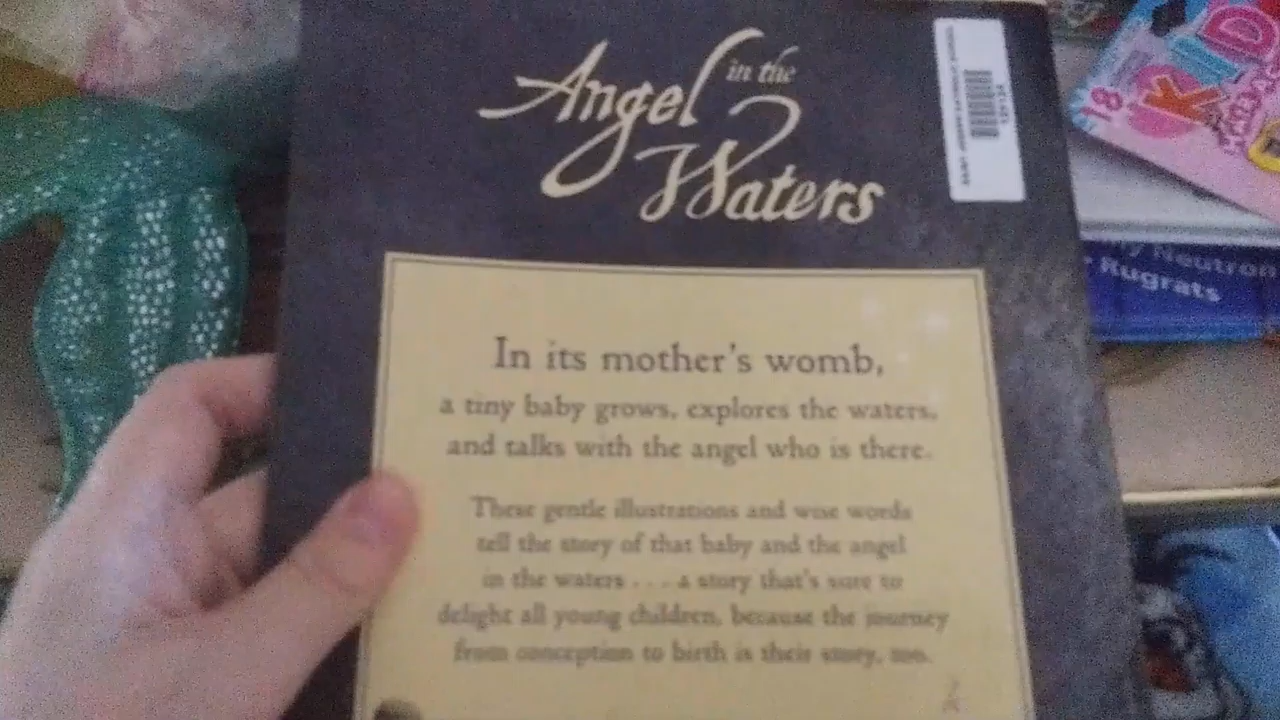 Angel in the
Waters
In its mother's womb,
a tiny baby grows, explores the waters,
and talks with the angel who is there.
These gentle illustrations and wise words
tell the story of that baby and the angel
in the waters . . . a story that's sure to
delight all young children, because the journey
from conception to birth is their story, too.
18
KID
Neutron
Rugrats